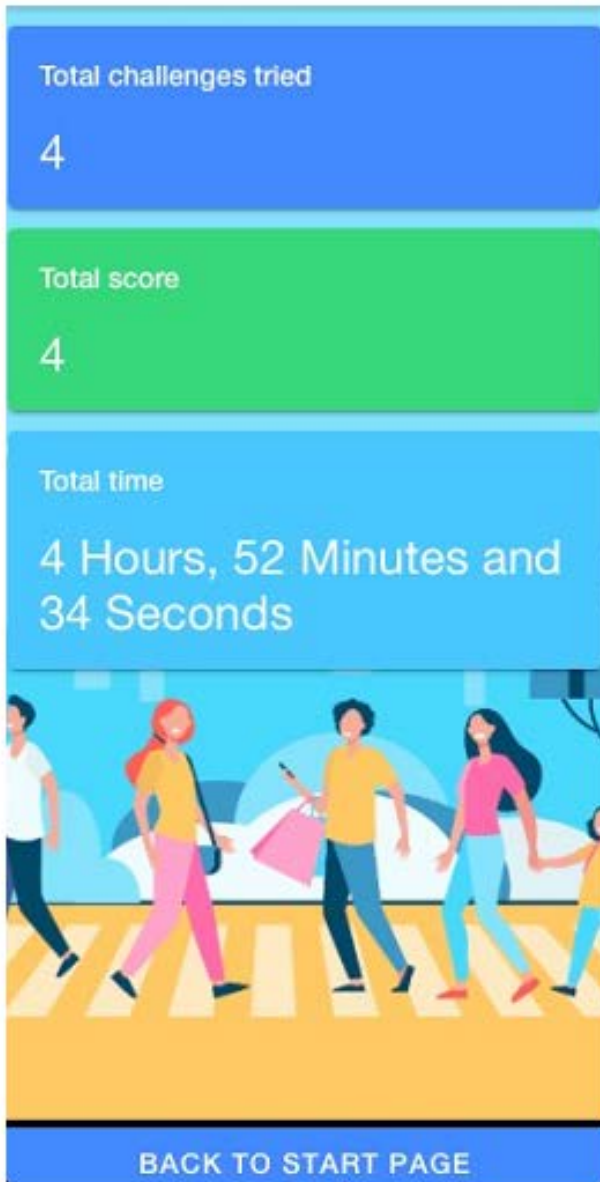 Total challenges tried
4
Total score
4
Total time
4 Hours, 52 Minutes and
34 Seconds
BACK TO START PAGE